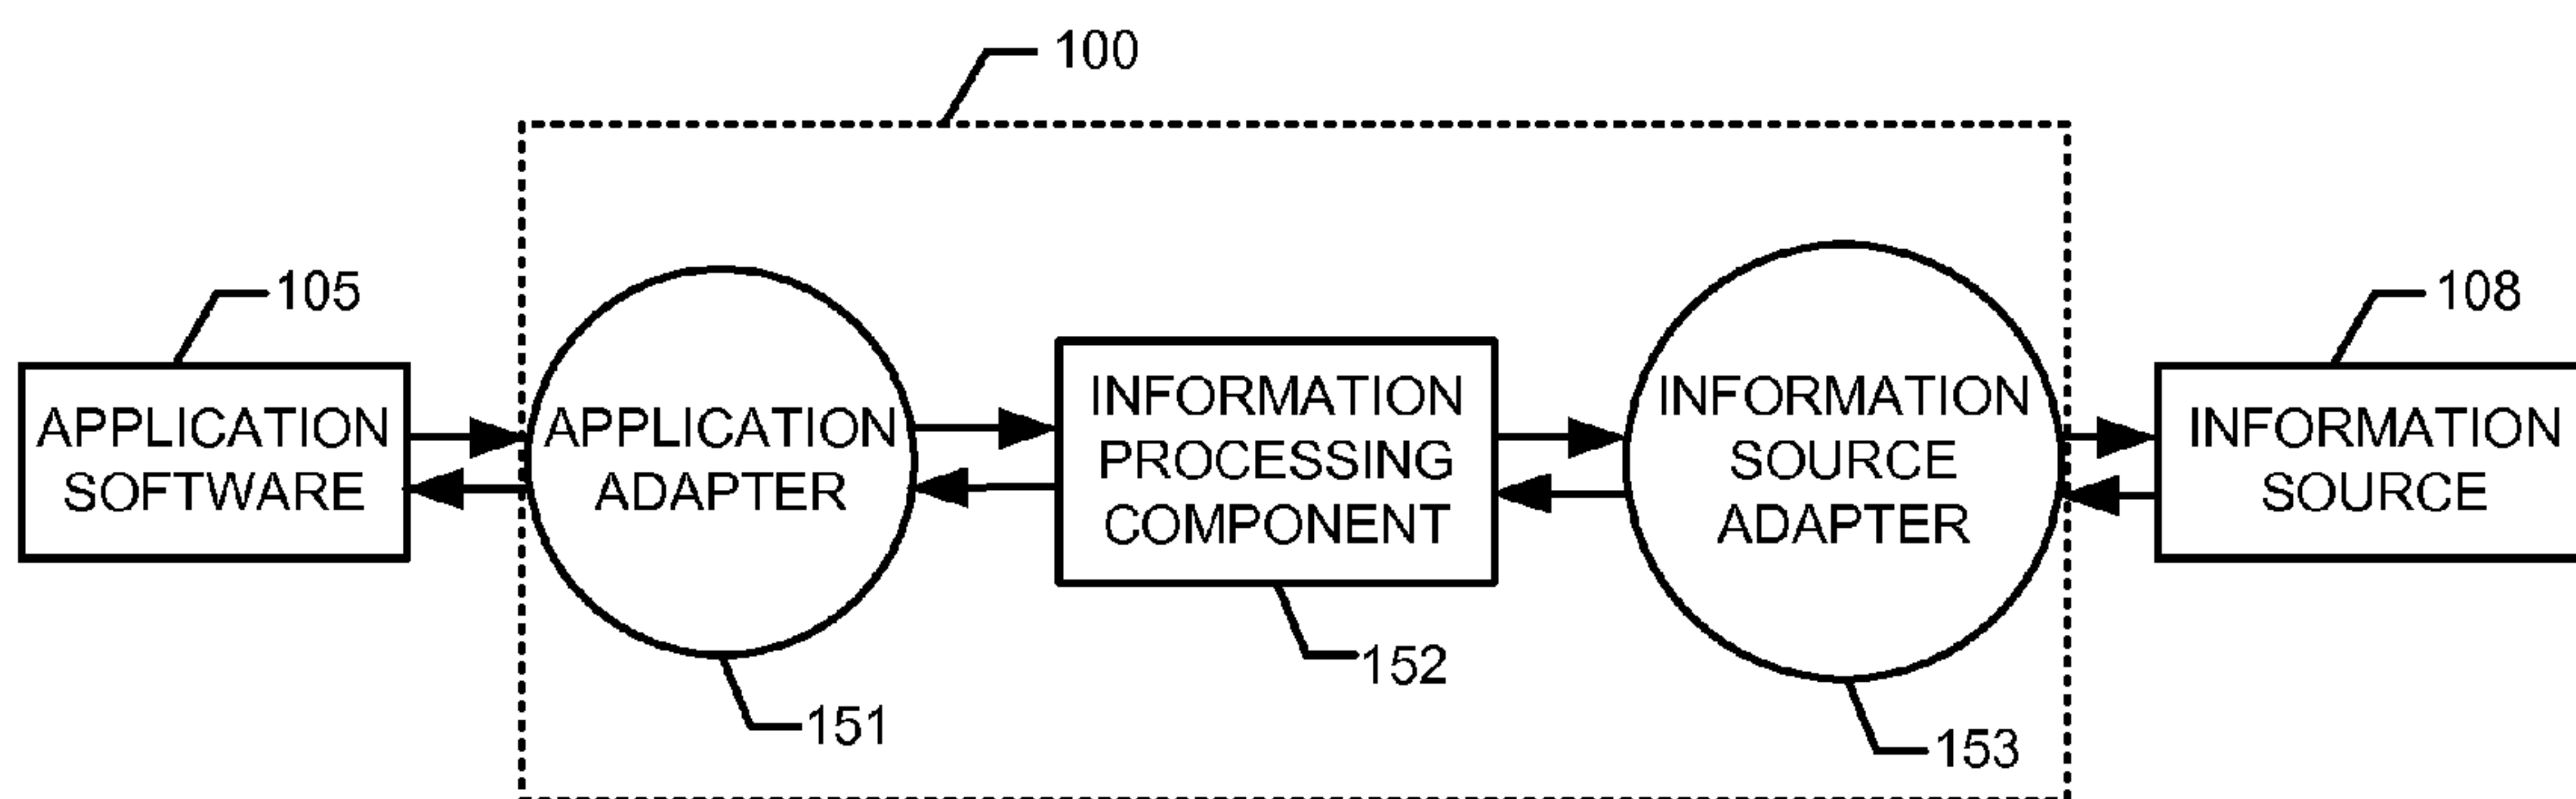 100
105
108
APPLICATION
SOFTWARE
APPLICATION
ADAPTER
INFORMATION
PROCESSING
COMPONENT
INFORMATION
SOURCE
ADAPTER
INFORMATION
SOURCE
151
152
153